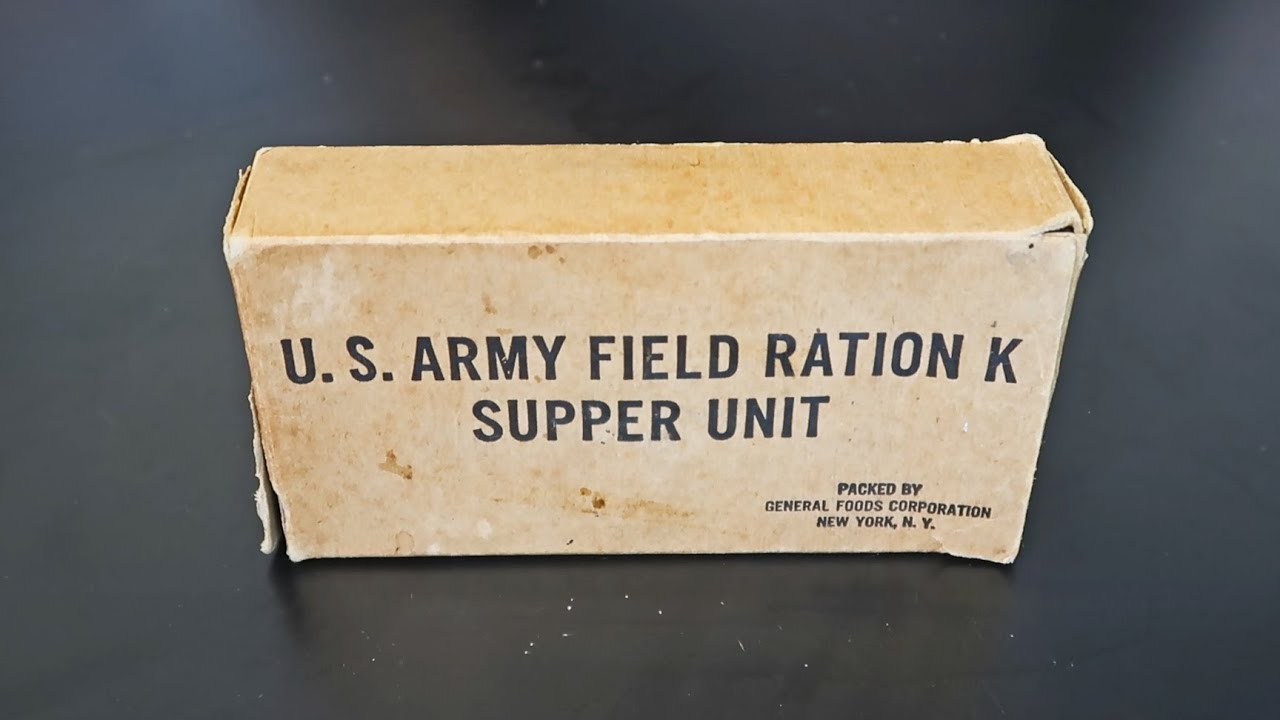 U. S. ARMY FIELD RATION K
SUPPER UNIT
PACKED BY
GENERAL FOODS CORPORATION
NEW YORK, N. Y.